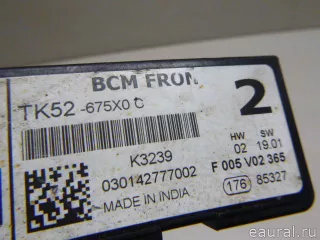 BCM FRON
TK52 -675X0 C
2
HW SW
02 19.01
K3239
030142777002
F 005 V02 365
MADE IN INDIA
176 85327
eaural.ru